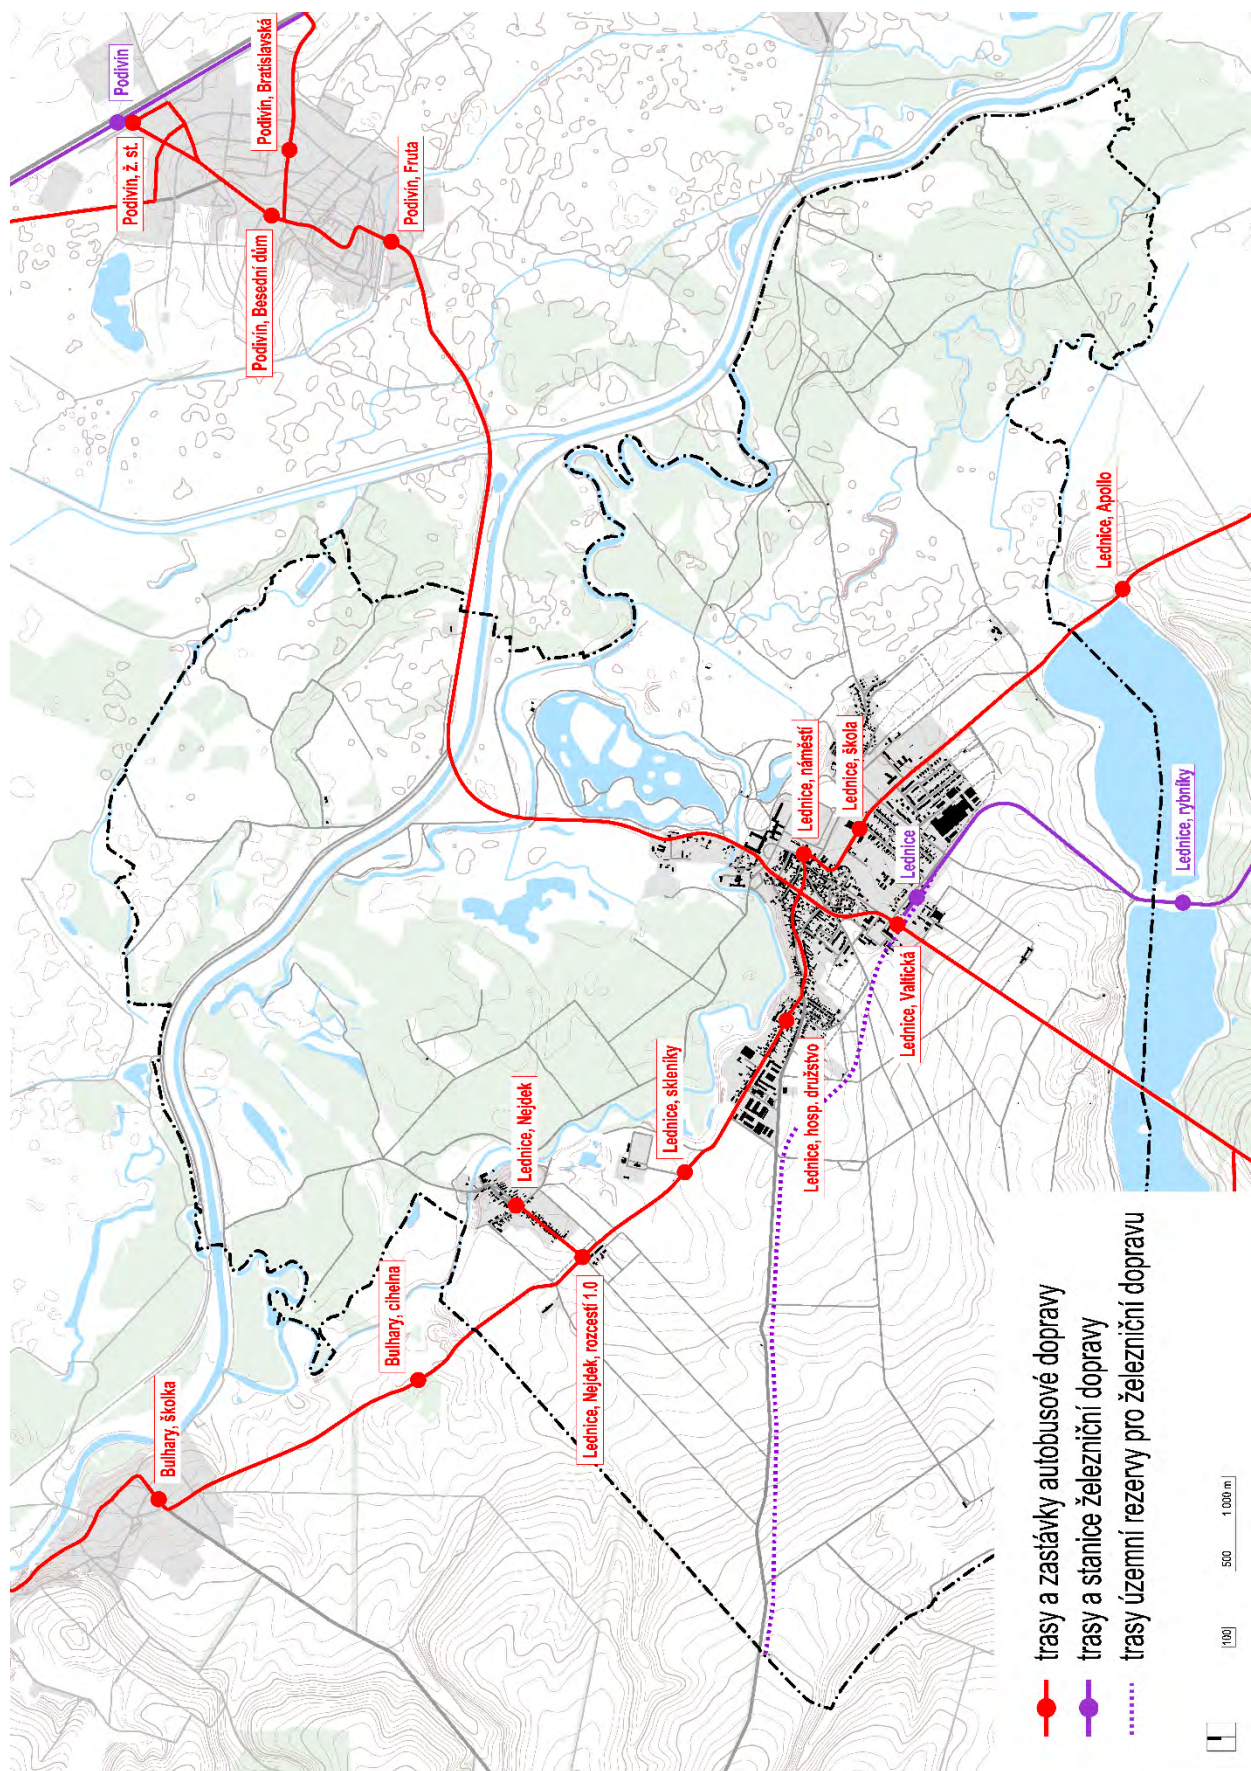 Bulhary, školka
Bulhary, cihelna
Lednice, Nejdek, rozcestí 1.0
Lednice, Nejdek
Lednice, skleníky
Lednice, hosp. družstvo
Lednice, Valtická
Lednice
Lednice, náměstí
Lednice, škola
Lednice, rybníky
Lednice, Apollo
Podivín
Podivín, ž. st.
Podivín, Besední dům
Podivín, Bratislavská
Podivín, Fruta
trasy a zastávky autobusové dopravy
trasy a stanice železniční dopravy
trasy územní rezervy pro železniční dopravu
100 500 1 000 m